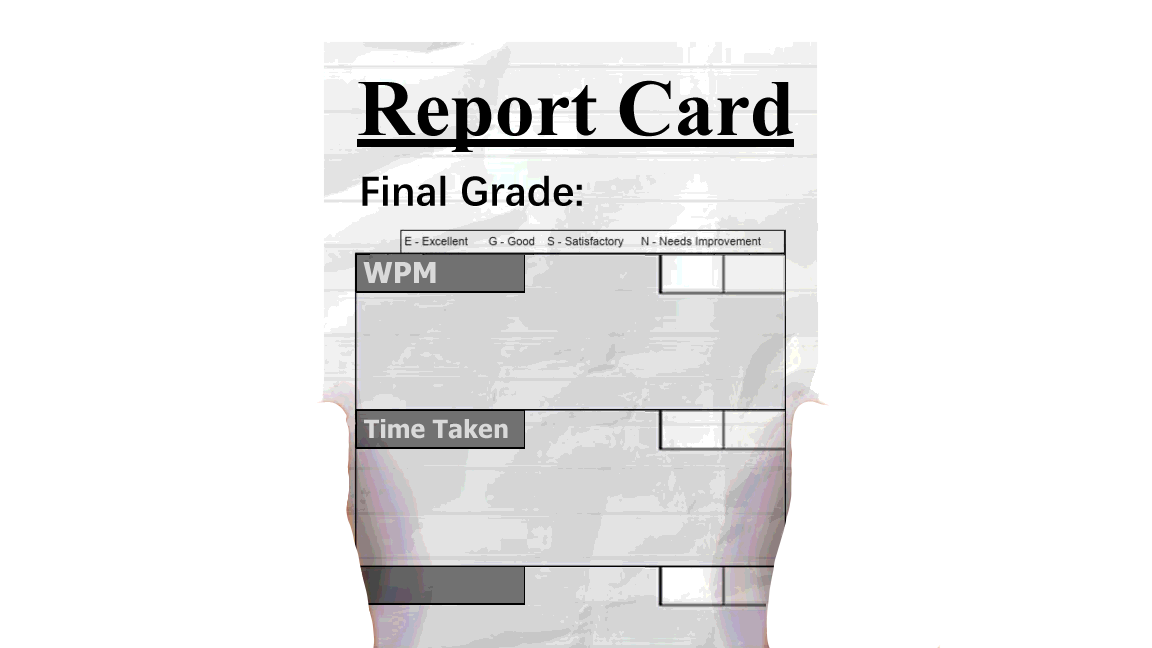 Report Card
Final Grade:
E - Excellent G - Good S - Satisfactory N - Needs Improvement
WPM
Time Taken